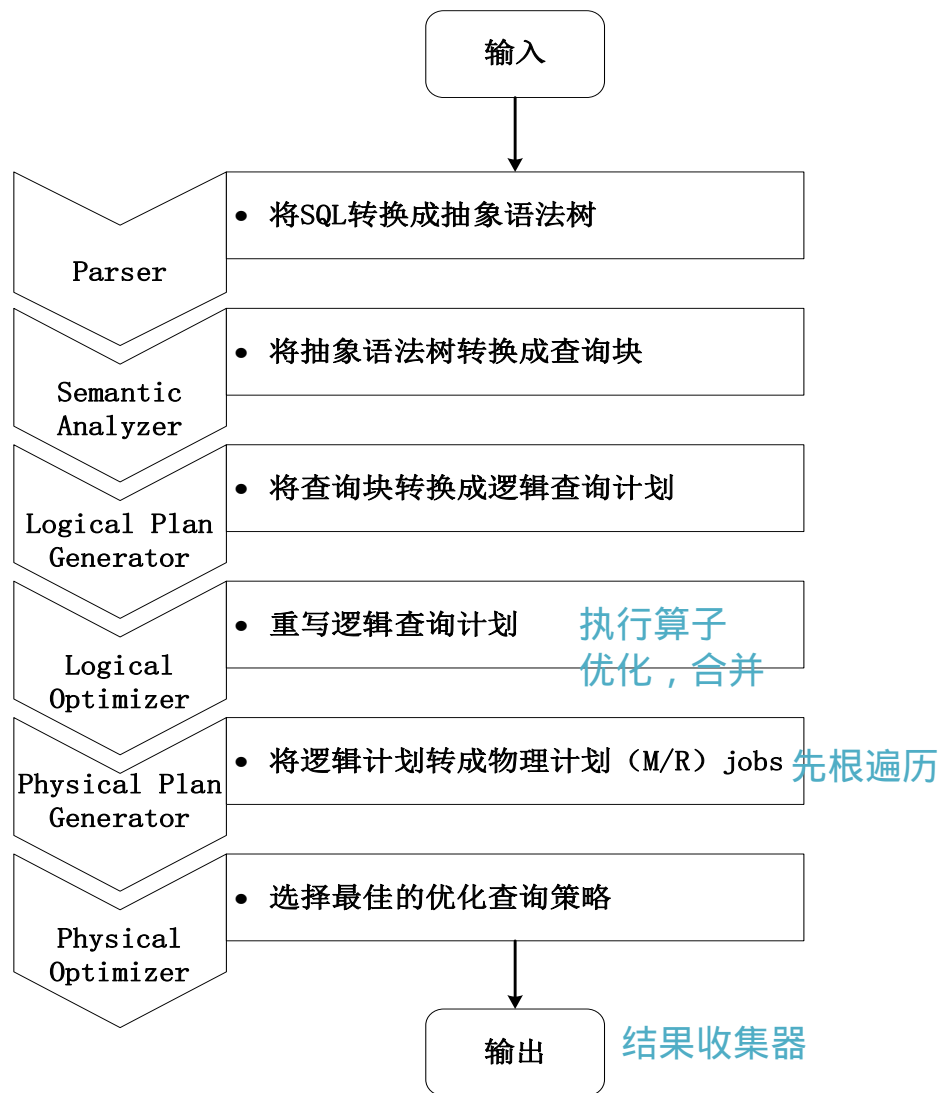 输入
• 将SQL转换成抽象语法树
Parser
• 将抽象语法树转换成查询块
Semantic
Analyzer
• 将查询块转换成逻辑查询计划
Logical Plan
Generator
• 重写逻辑查询计划
执行算子
优化，合并
Logical
Optimizer
• 将逻辑计划转成物理计划（M/R）jobs
先根遍历
Physical Plan
Generator
• 选择最佳的优化查询策略
Physical
Optimizer
输出
结果收集器